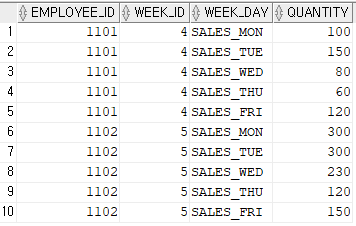 EMPLOYEE_ID WEEK_ID WEEK_DAY QUANTITY
1 1101 4 SALES_MON 100
2 1101 4 SALES_TUE 150
3 1101 4 SALES_WED 80
4 1101 4 SALES_THU 60
5 1101 4 SALES_FRI 120
6 1102 5 SALES_MON 300
7 1102 5 SALES_TUE 300
8 1102 5 SALES_WED 230
9 1102 5 SALES_THU 120
10 1102 5 SALES_FRI 150